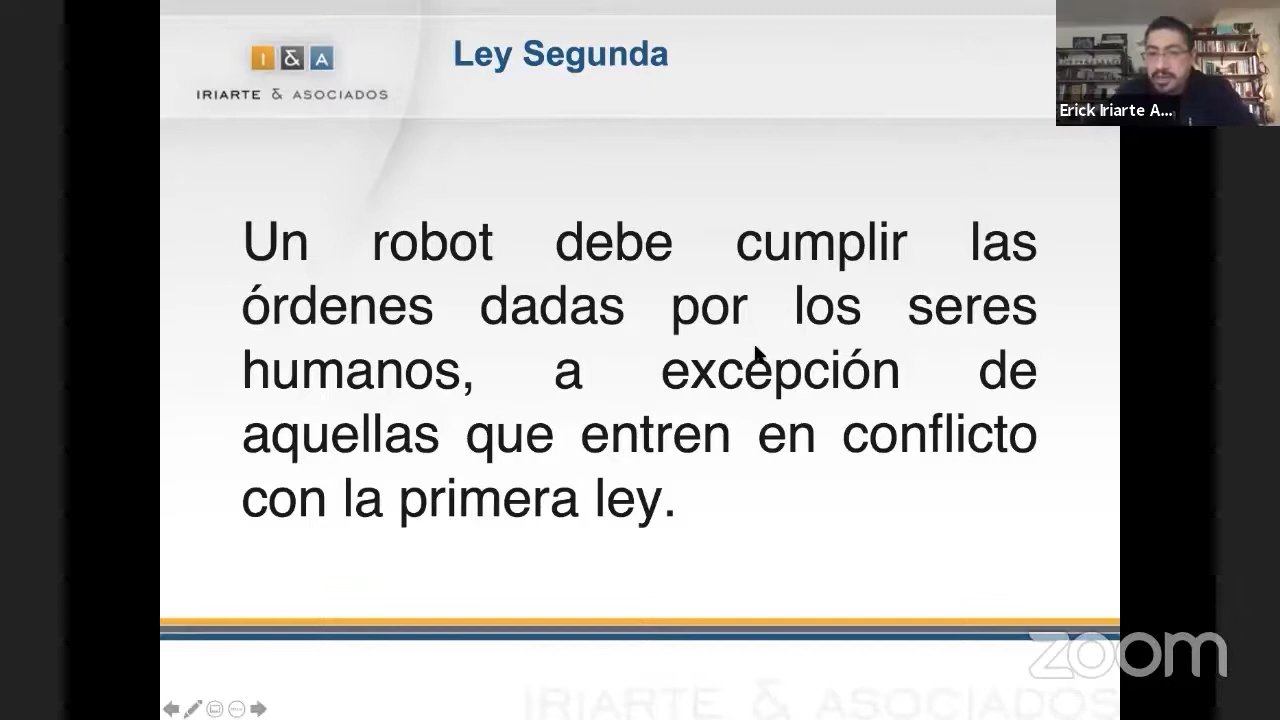 I & A
IRIARTE & ASOCIADOS
Ley Segunda
Erick Iriarte A...
Un robot debe cumplir las
órdenes dadas por los seres
humanos, a excepción de
aquellas que entren en conflicto
con la primera ley.
zoom
IRIARTE & ASOCIADOS